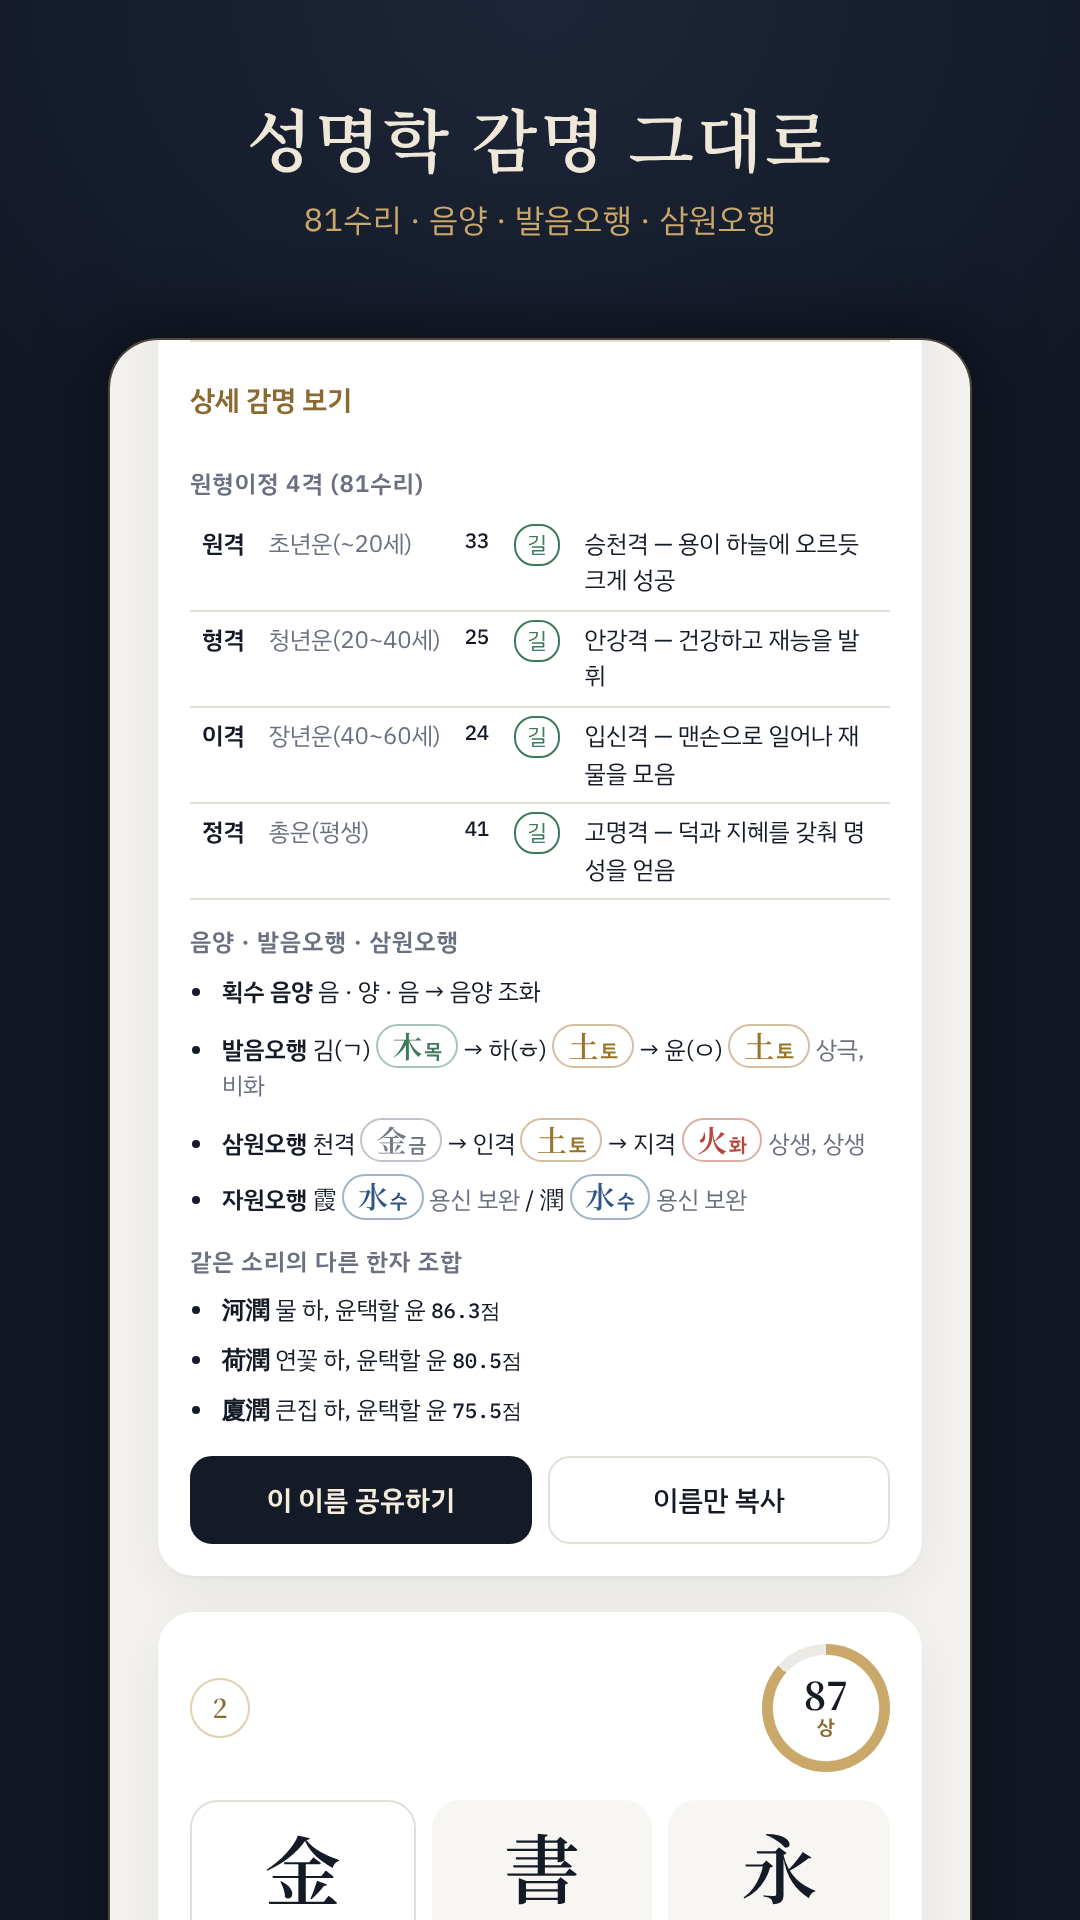 성명학 감명 그대로
81수리 · 음양 · 발음오행 · 삼원오행
상세 감명 보기
원형이정 4격 (81수리)
원격 초년운(~20세) 33 길 승천격 — 용이 하늘에 오르듯
크게 성공
형격 청년운(20~40세) 25 길 안강격 — 건강하고 재능을 발
휘
이격 장년운(40~60세) 24 길 입신격 — 맨손으로 일어나 재
물을 모음
정격 총운(평생) 41 길 고명격 — 덕과 지혜를 갖춰 명
성을 얻음
음양 · 발음오행 · 삼원오행
• 획수 음양 음 · 양 · 음 → 음양 조화
• 발음오행 김(ㄱ) 木목 → 하(ㅎ) 土토 → 윤(ㅇ) 土토 상극,
비화
• 삼원오행 천격 金금 → 인격 土토 → 지격 火화 상생, 상생
• 자원오행 霞 水수 용신 보완 / 潤 水수 용신 보완
같은 소리의 다른 한자 조합
• 河潤 물 하, 윤택할 윤 86.3점
• 荷潤 연꽃 하, 윤택할 윤 80.5점
• 廈潤 큰집 하, 윤택할 윤 75.5점
이 이름 공유하기 이름만 복사
2 87
상
金 書 永